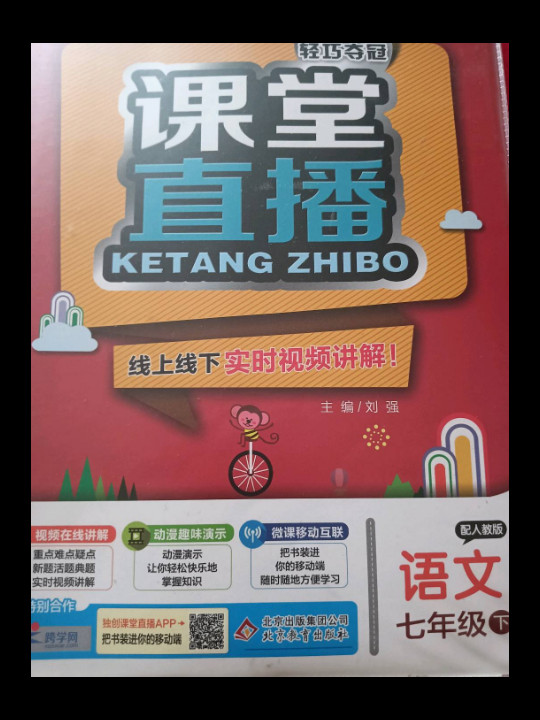 轻巧夺冠
课堂
直播
KETANG ZHIBO
线上线下 实时视频讲解!
主 编/刘 强
视频在线讲解
重点难点疑点
新题活题典题
实时视频讲解
动漫趣味演示
动漫演示
让你轻松快乐地
掌握知识
微课移动互联
把书装进
你的移动端
随时随地方便学习
配人教版
语文
七年级 下
特别合作
跨学网
独创课堂直播APP→
把书装进你的移动端
北京出版集团公司
北京教育出版社